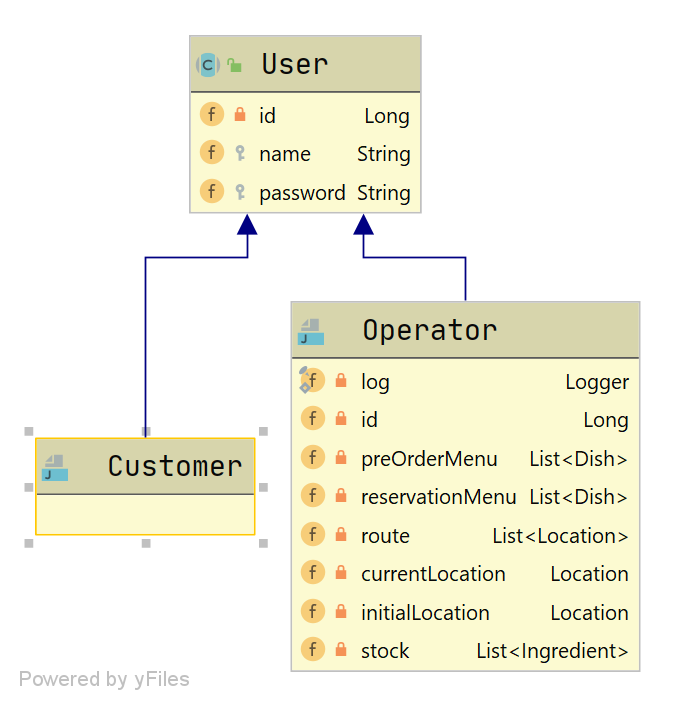 User
id Long
name String
password String
Operator
log Logger
id Long
preOrderMenu List<Dish>
reservationMenu List<Dish>
route List<Location>
currentLocation Location
initialLocation Location
stock List<Ingredient>
Customer
Powered by yFiles